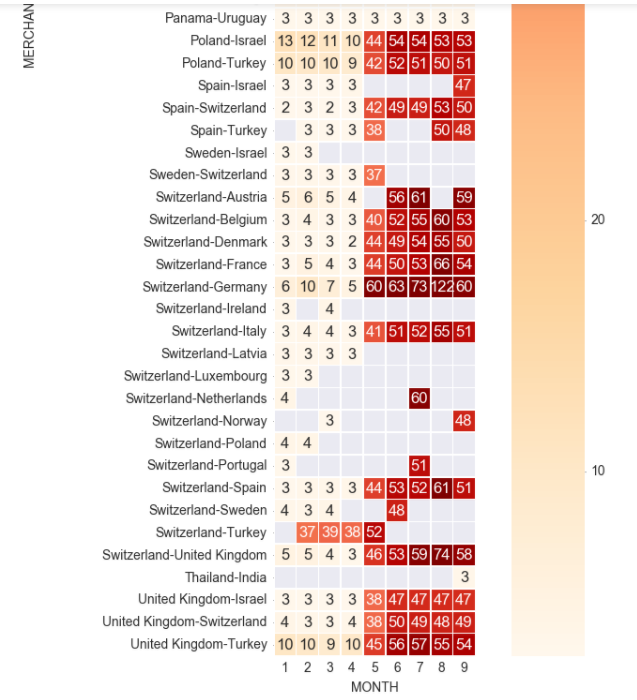 MERCHAN
Panama-Uruguay 3 3 3 3 3 3 3 3 3
Poland-Israel 13 12 11 10 44 54 54 53 53
Poland-Turkey 10 10 10 9 42 52 51 50 51
Spain-Israel 3 3 3 3 47
Spain-Switzerland 2 3 2 3 42 49 49 53 50
Spain-Turkey 3 3 3 38 50 48
Sweden-Israel 3 3
Sweden-Switzerland 3 3 3 3 37
Switzerland-Austria 5 6 5 4 56 61 59
20
Switzerland-Belgium 3 4 3 3 40 52 55 60 53
Switzerland-Denmark 3 3 3 2 44 49 54 55 50
Switzerland-France 3 5 4 3 44 50 53 66 54
Switzerland-Germany 6 10 7 5 60 63 73 122 60
Switzerland-Ireland 3 4
Switzerland-Italy 3 4 4 3 41 51 52 55 51
Switzerland-Latvia 3 3 3 3
Switzerland-Luxembourg 3 3
Switzerland-Netherlands 4 60
Switzerland-Norway 3 48
Switzerland-Poland 4 4
Switzerland-Portugal 3 51
10
Switzerland-Spain 3 3 3 3 44 53 52 61 51
Switzerland-Sweden 4 3 4 48
Switzerland-Turkey 37 39 38 52
Switzerland-United Kingdom 5 5 4 3 46 53 59 74 58
Thailand-India 3
United Kingdom-Israel 3 3 3 3 38 47 47 47 47
United Kingdom-Switzerland 4 3 3 4 38 50 49 48 49
United Kingdom-Turkey 10 10 9 10 45 56 57 55 54
1 2 3 4 5 6 7 8 9
MONTH